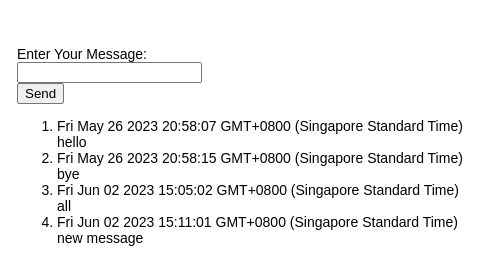 Enter Your Message:
Send
1. Fri May 26 2023 20:58:07 GMT+0800 (Singapore Standard Time)
hello
2. Fri May 26 2023 20:58:15 GMT+0800 (Singapore Standard Time)
bye
3. Fri Jun 02 2023 15:05:02 GMT+0800 (Singapore Standard Time)
all
4. Fri Jun 02 2023 15:11:01 GMT+0800 (Singapore Standard Time)
new message